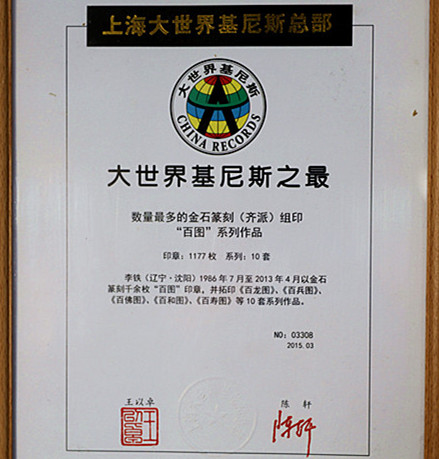 上海大世界基尼斯总部
大世界基尼斯
CHINA RECORDS
大世界基尼斯之最
数量最多的金石篆刻（齐派）组印
“百图”系列作品
印章：1177枚 系列：10套
李铁（辽宁·沈阳）1986年7月至2013年4月以金石
篆刻千余枚“百图”印章。并拓印《百龙图》、《百兵图》、
《百佛图》、《百和图》、《百寿图》等10套系列作品。
NO：03308
2015.03
王以卓 陈轩